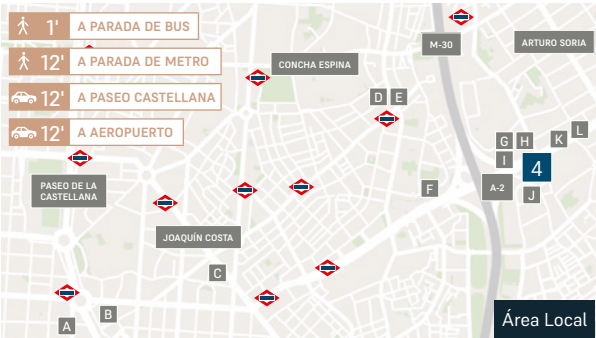 1' A PARADA DE BUS
12' A PARADA DE METRO
12' A PASEO CASTELLANA
12' A AEROPUERTO
M-30
ARTURO SORIA
CONCHA ESPINA
D E
G H K L
I
4
PASEO DE LA
CASTELLANA
F
A-2
J
JOAQUÍN COSTA
C
B
A
Área Local